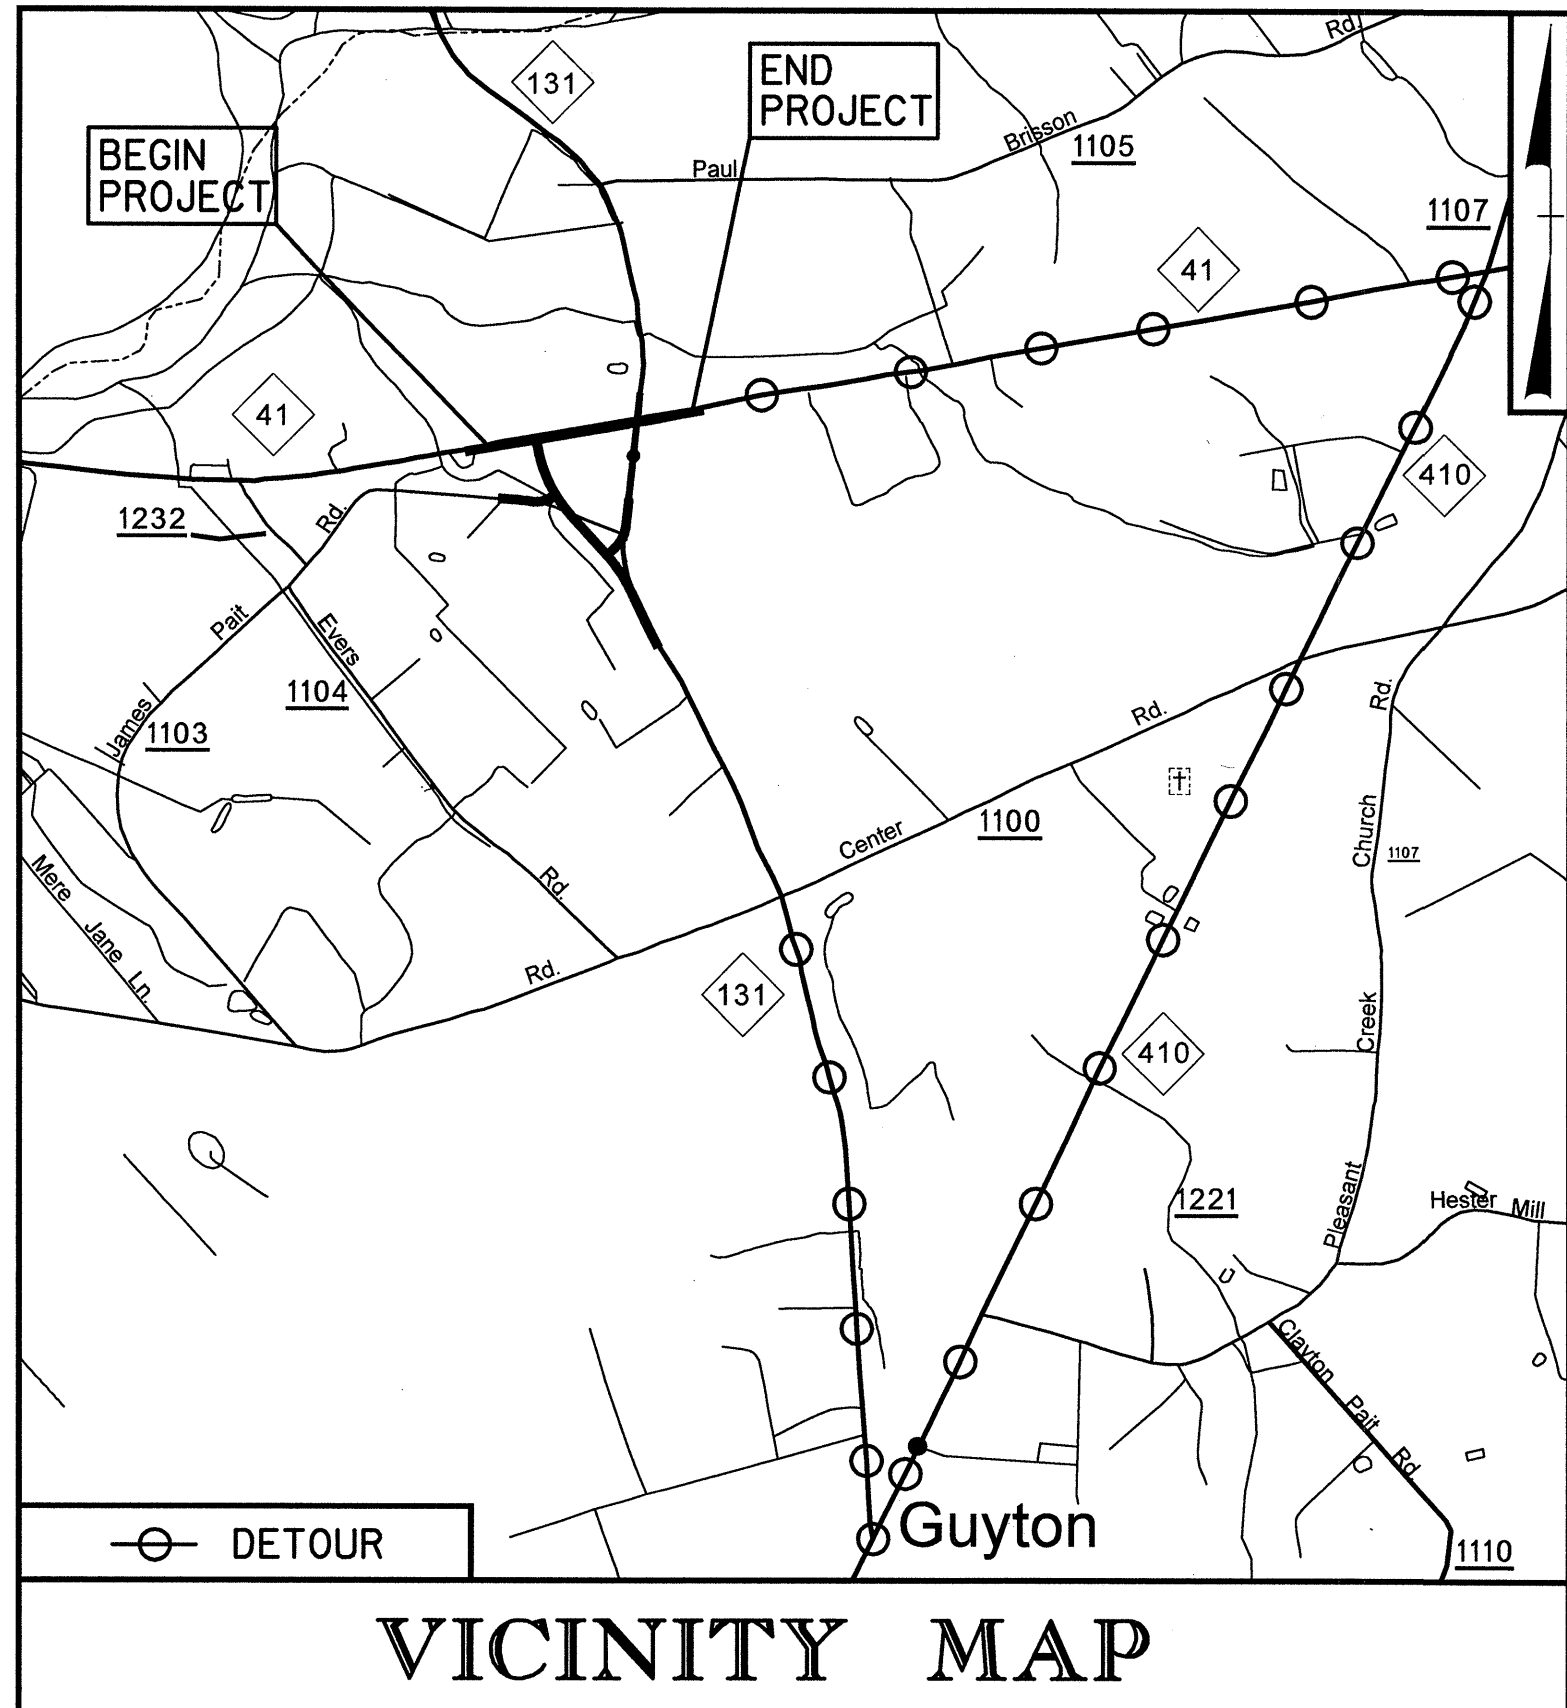 Rd.
131
END
PROJECT
Brisson
1105
BEGIN
PROJECT
Paul
1107
41
41
410
1232
Rd.
Pait
Evers
1104
James
1103
Rd.
Rd.
Center
1100
Church
1107
Mere Jane Ln.
Rd.
Rd.
131
Creek
410
Pleasant
1221
Hester Mill
Clayton Pait Rd.
Guyton
DETOUR
1110
VICINITY MAP